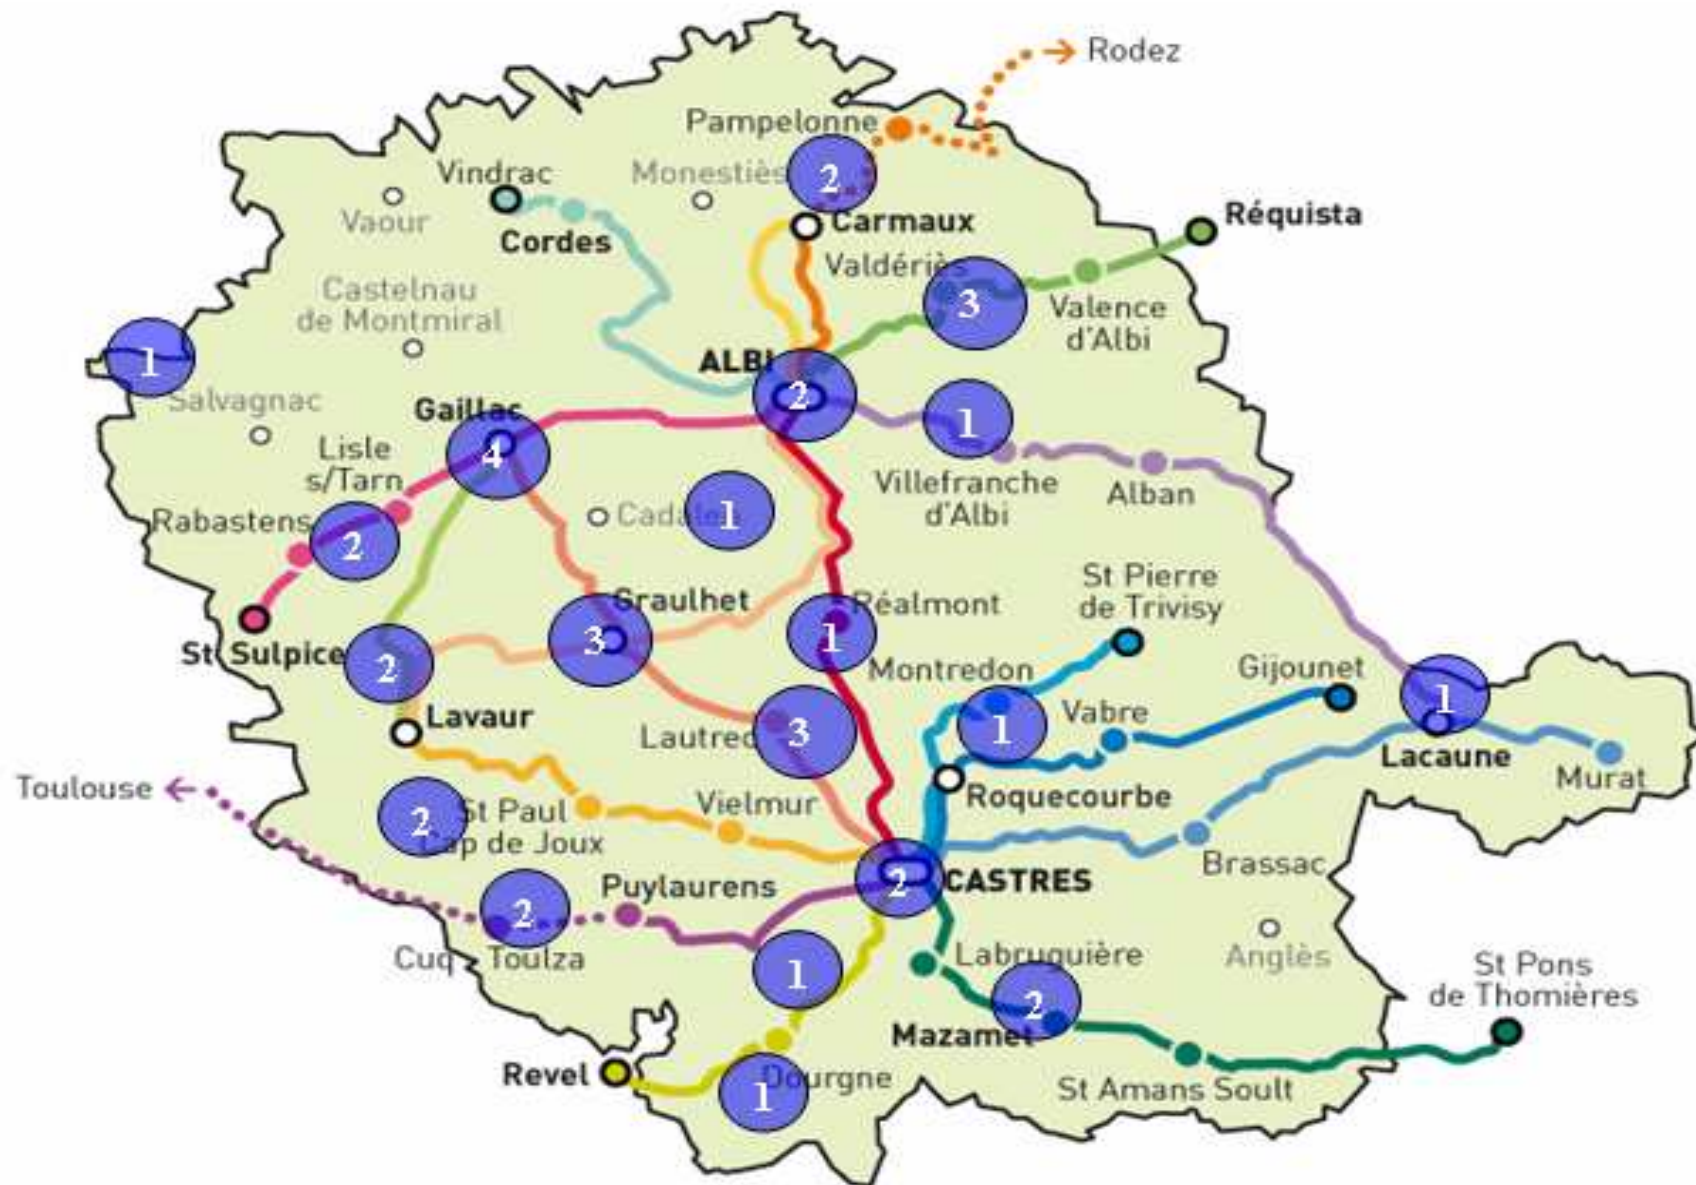 Rodez
Pampelonne
2
Vindrac
Monestiès
Vaour
Cordes
Carmaux
Réquista
Valdériès
3
Castelnau
de Montmiral
Valence
d'Albi
1
ALBI
2
Salvagnac
Gaillac
4
1
Lisle
s/Tarn
Villefranche
d'Albi
Alban
Rabastens
2
1
St Pierre
de Trivisy
Graulhet
3
Réalmont
1
St Sulpice
2
Montredon
1
Gijounet
1
Lavaur
Lautrec
3
Vabre
Lacaune
Murat
Toulouse
2
St Paul
Cap de Joux
Vielmur
Roquecourbe
Brassac
2
CASTRES
Puylaurens
2
Cuq Toulza
1
Labruguière
Anglès
St Pons
de Thomières
2
Mazamet
Revel
Dourgne
1
St Amans Soult